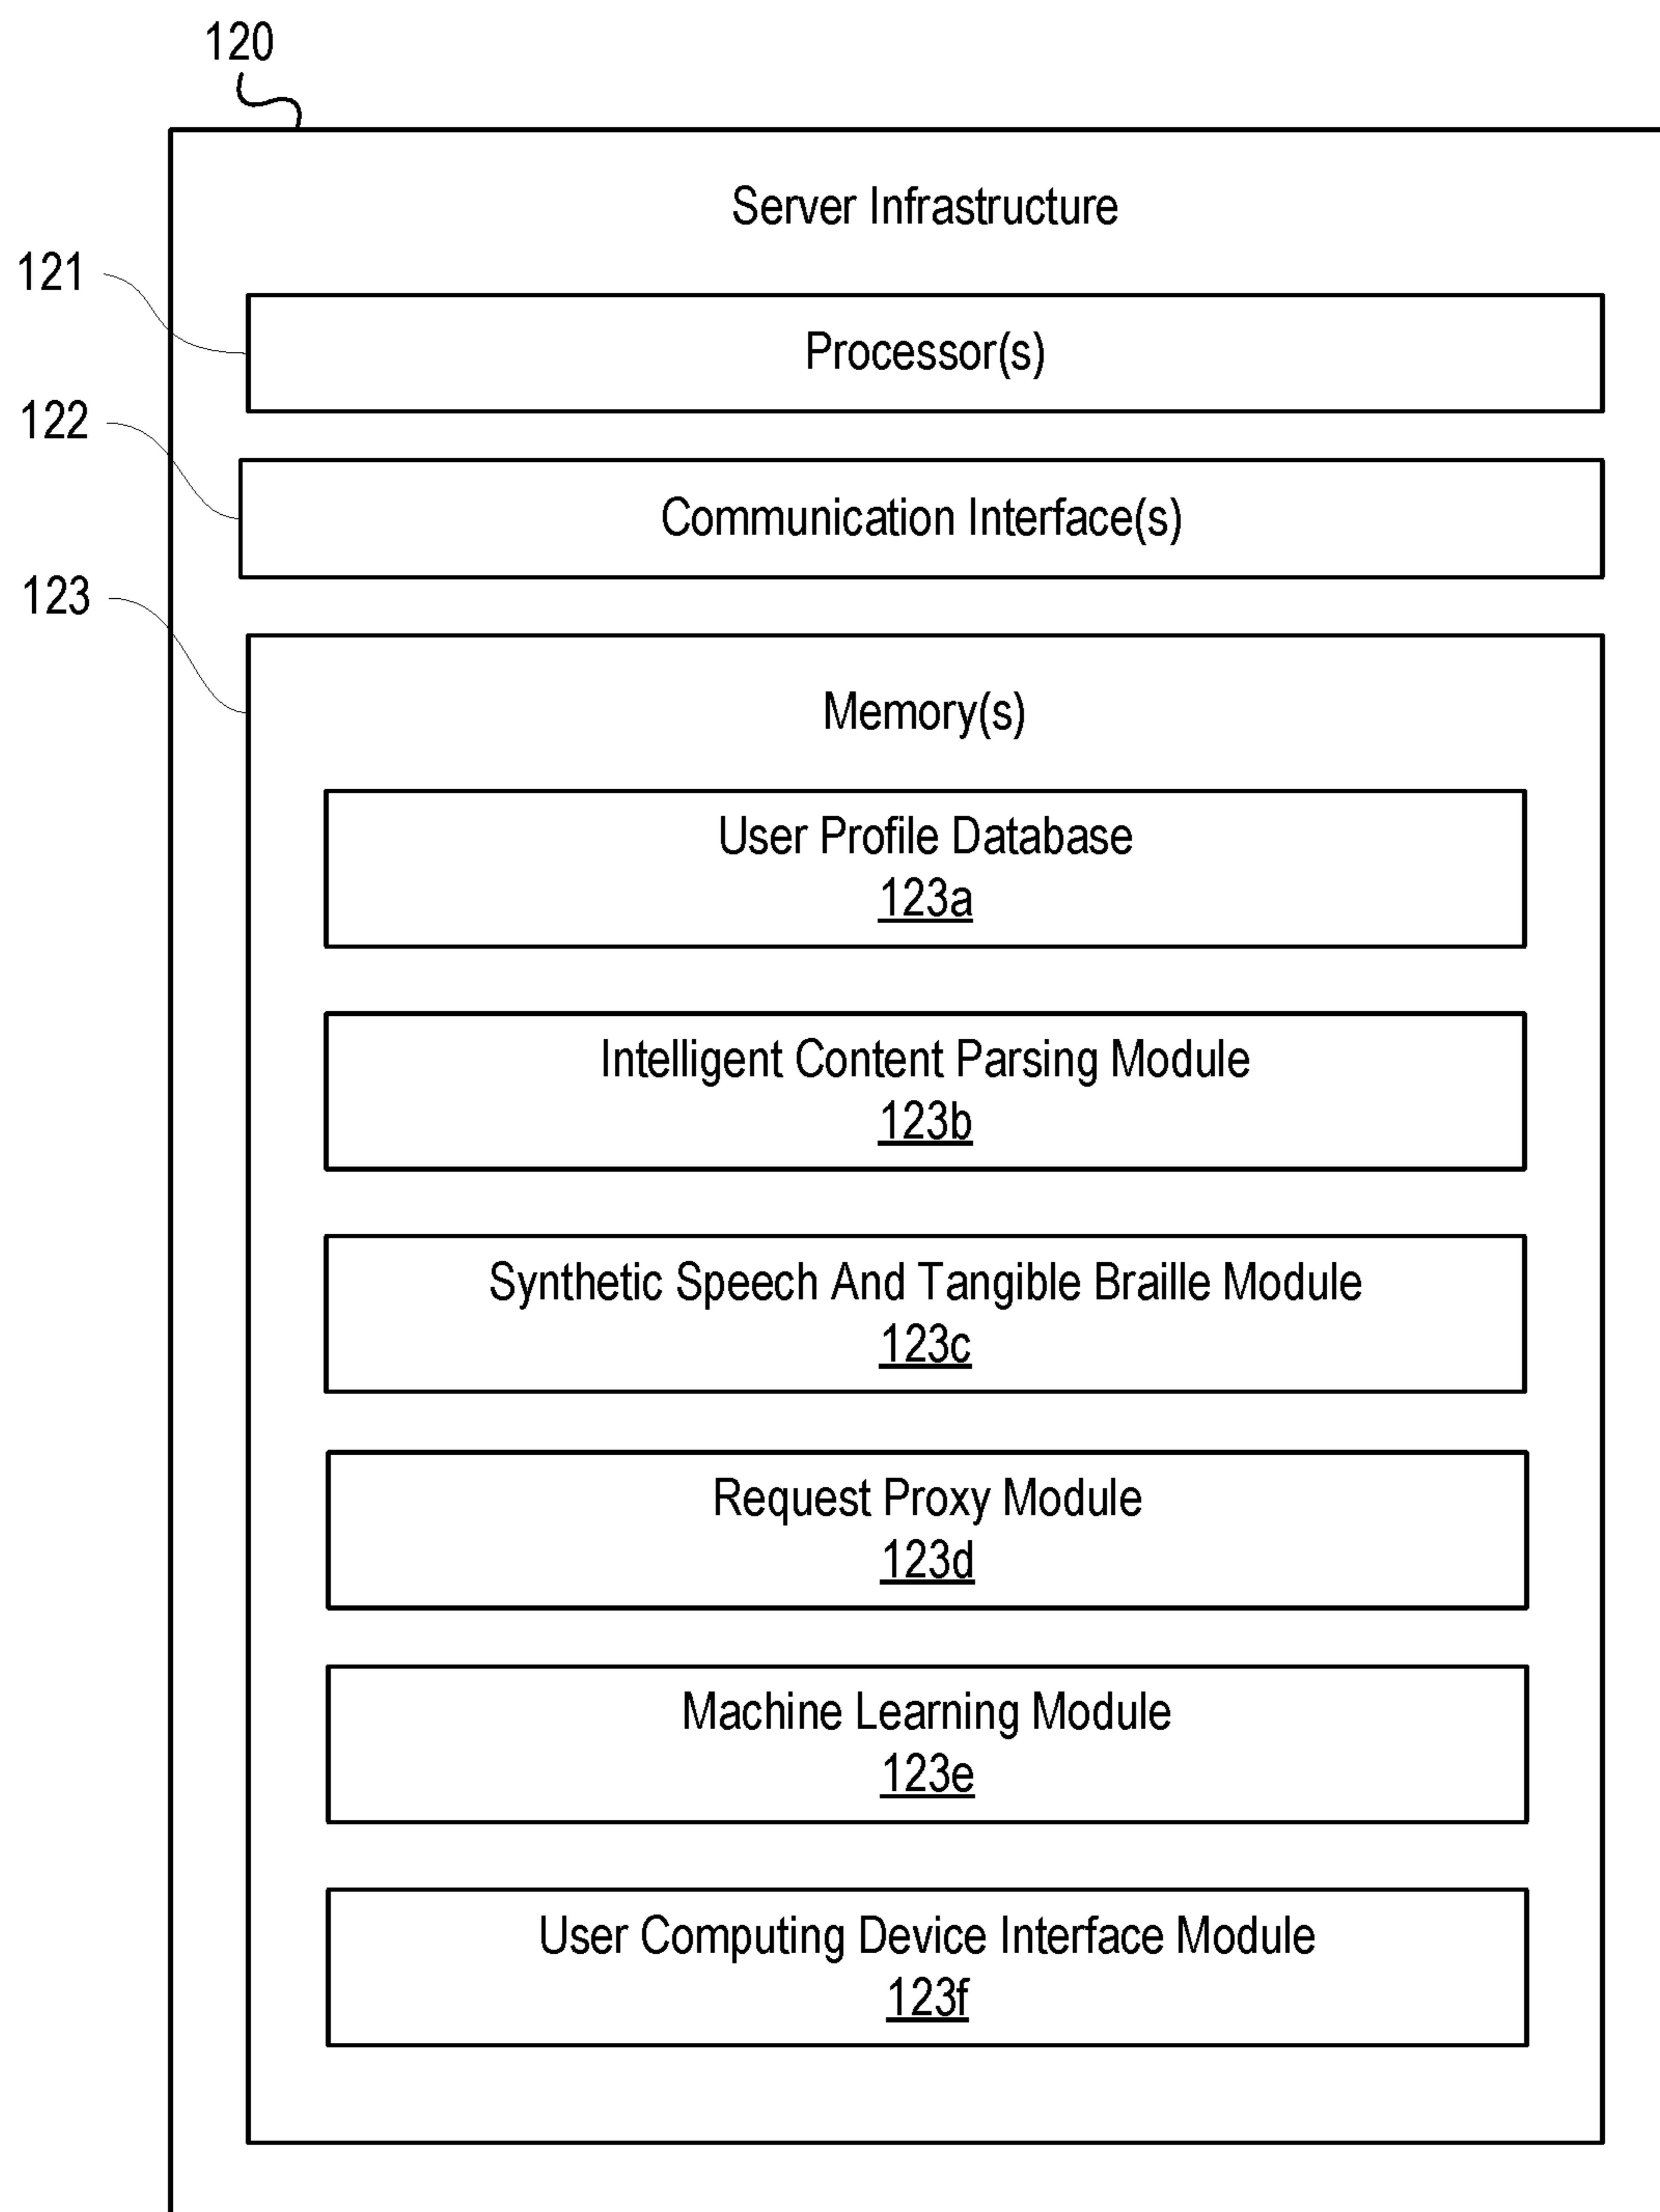 120
Server Infrastructure
121
Processor(s)
122
Communication Interface(s)
123
Memory(s)
User Profile Database
123a
Intelligent Content Parsing Module
123b
Synthetic Speech And Tangible Braille Module
123c
Request Proxy Module
123d
Machine Learning Module
123e
User Computing Device Interface Module
123f